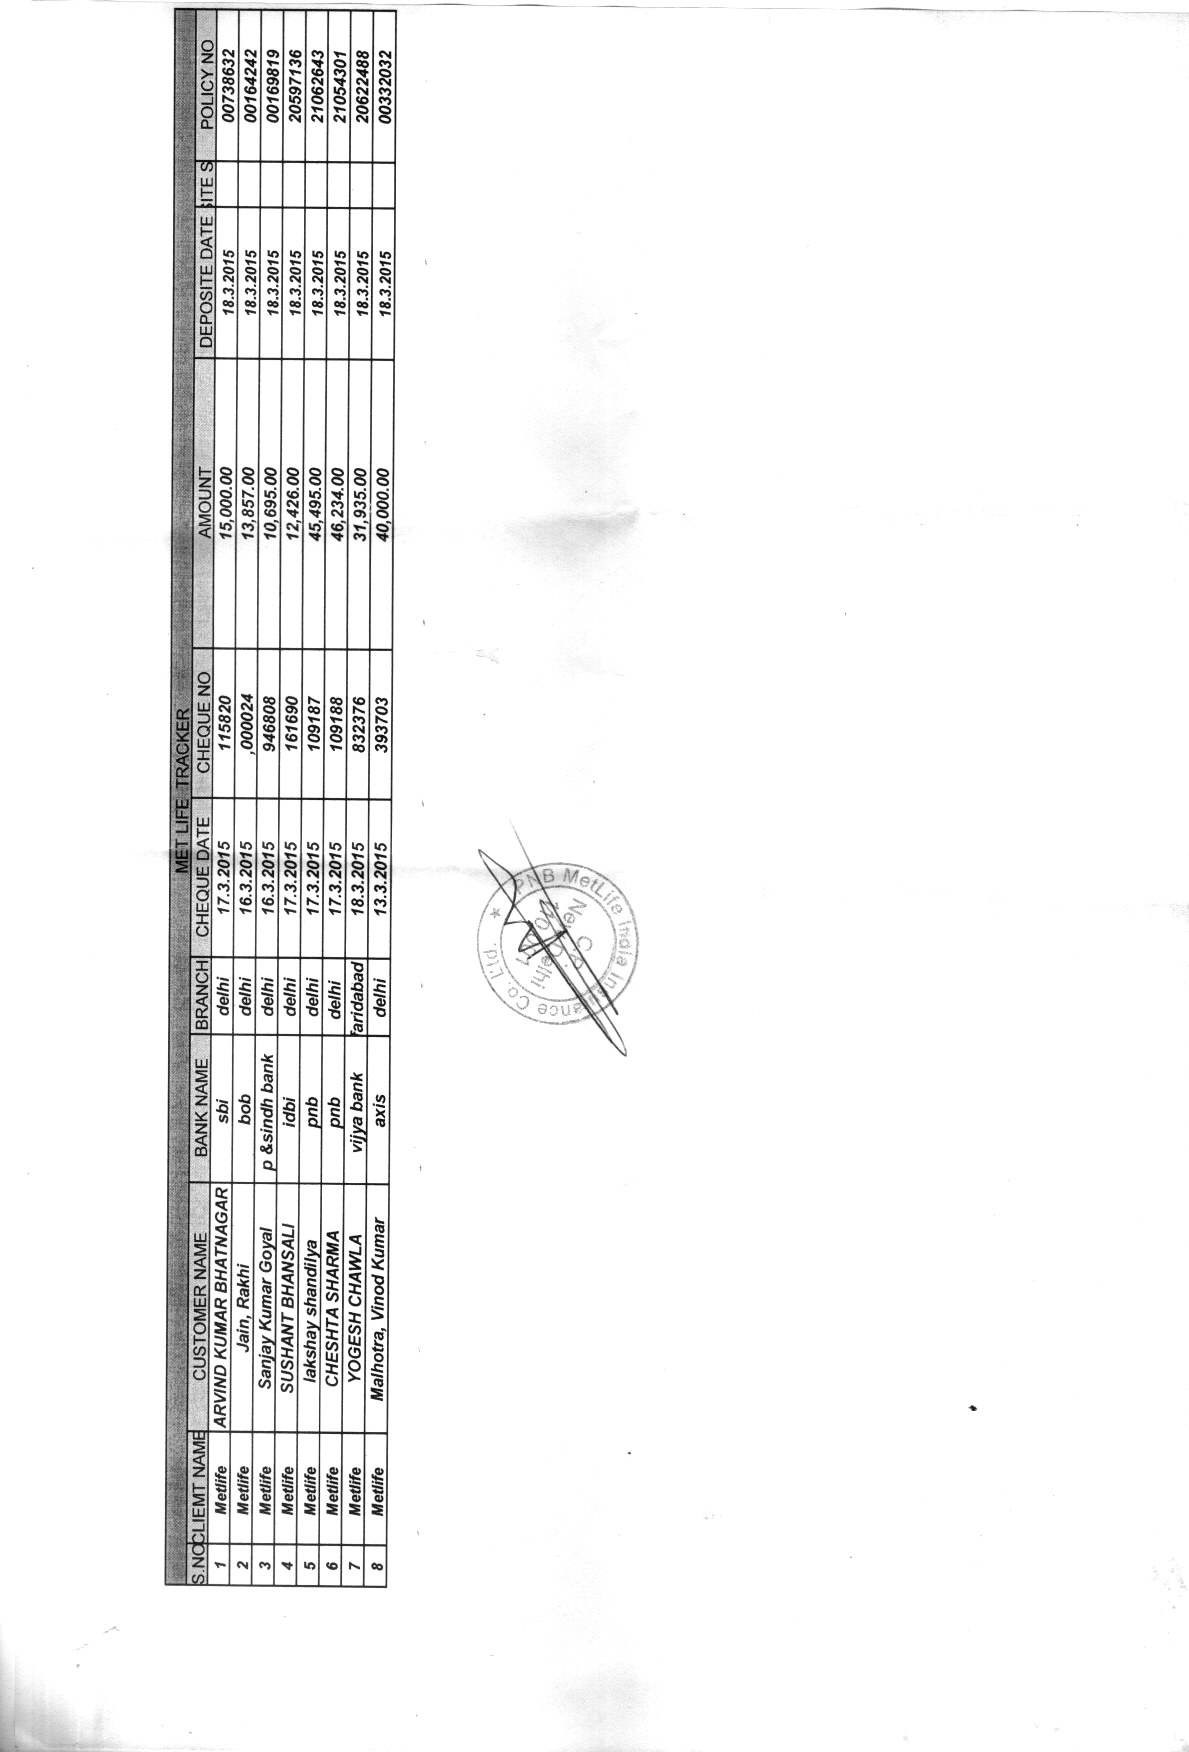 MET LIFE TRACKER
S.NO CLIEMT NAME CUSTOMER NAME BANK NAME BRANCH CHEQUE DATE CHEQUE NO AMOUNT DEPOSITE DATE SITE S POLICY NO
1 Metlife ARVIND KUMAR BHATNAGAR sbi delhi 17.3.2015 115820 15,000.00 18.3.2015 00738632
2 Metlife Jain, Rakhi bob delhi 16.3.2015 ,000024 13,857.00 18.3.2015 00164242
3 Metlife Sanjay Kumar Goyal p &sindh bank delhi 16.3.2015 946808 10,695.00 18.3.2015 00169819
4 Metlife SUSHANT BHANSALI idbi delhi 17.3.2015 161690 12,426.00 18.3.2015 20597136
5 Metlife lakshay shandilya pnb delhi 17.3.2015 109187 45,495.00 18.3.2015 21062643
6 Metlife CHESHTA SHARMA pnb delhi 17.3.2015 109188 46,234.00 18.3.2015 21054301
7 Metlife YOGESH CHAWLA vijya bank faridabad 18.3.2015 832376 31,935.00 18.3.2015 20622488
8 Metlife Malhotra, Vinod Kumar axis delhi 13.3.2015 393703 40,000.00 18.3.2015 00332032
PNB MetLife India Insurance Co. Ltd. ★